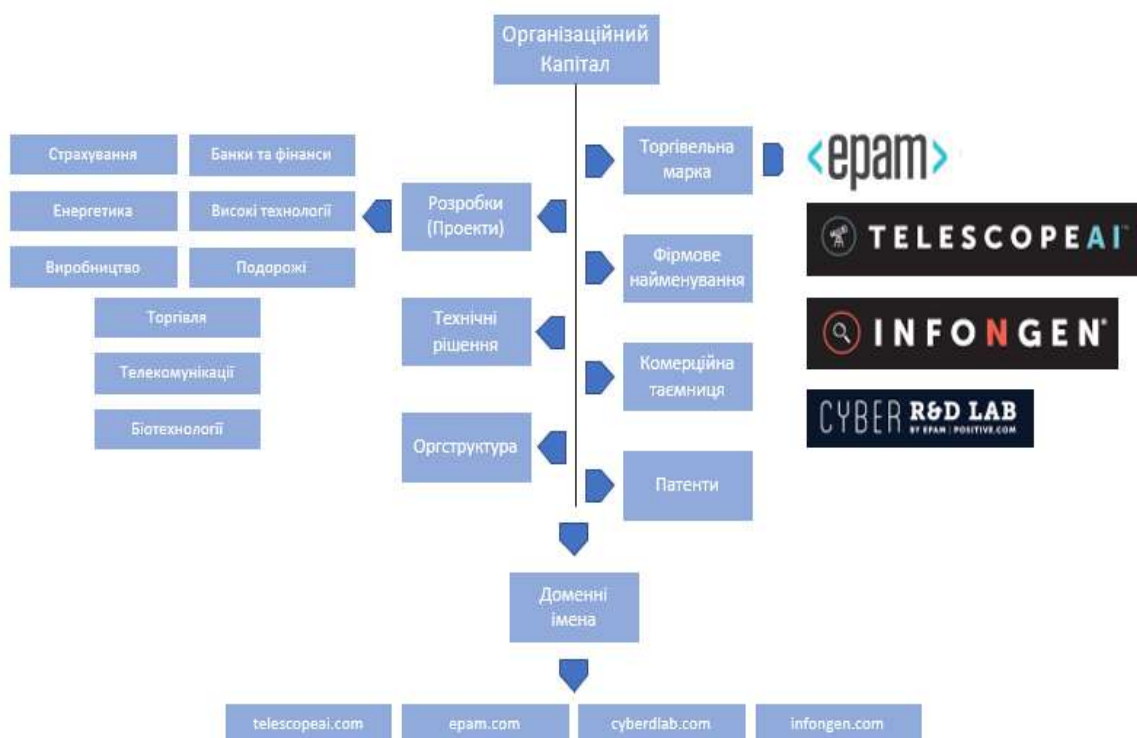 Організаційний
Капітал
Страхування
Банки та фінанси
Енергетика
Високі технології
Виробництво
Подорожі
Торгівля
Телекомунікації
Біотехнології
Розробки
(Проекти)
Технічні
рішення
Оргструктура
Торгівельна
марка
Фірмове
найменування
Комерційна
таємниця
Патенти
<epam>
TELESCOPEAI™
INFONGEN®
CYBER R&D LAB
BY EPAM | POSITIVE.COM
Доменні
імена
telescopeai.com
epam.com
cyberdlab.com
infongen.com